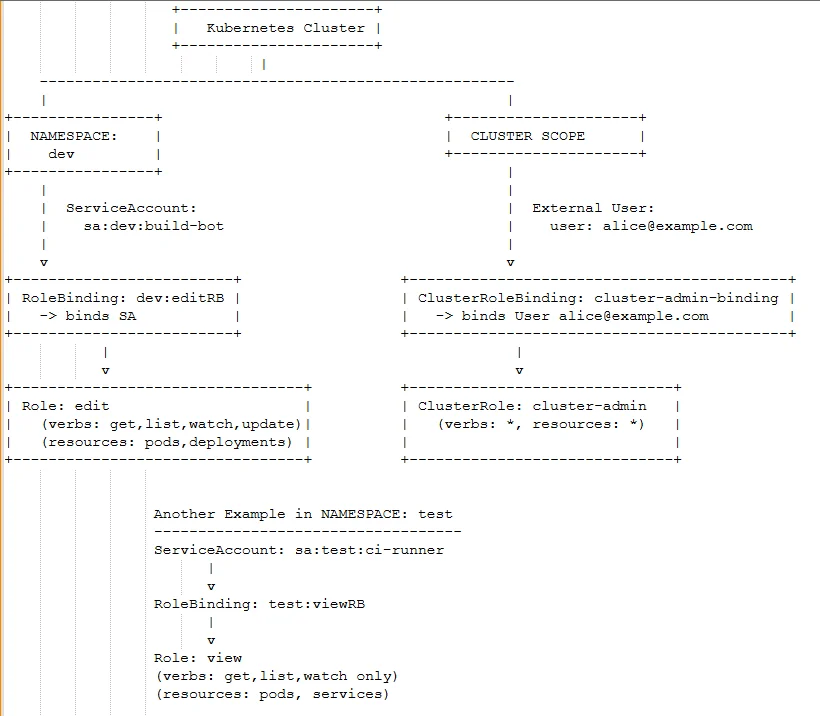 Kubernetes Cluster
NAMESPACE:
dev
CLUSTER SCOPE
ServiceAccount:
sa:dev:build-bot
External User:
user: alice@example.com
RoleBinding: dev:editRB
-> binds SA
ClusterRoleBinding: cluster-admin-binding
-> binds User alice@example.com
Role: edit
(verbs: get,list,watch,update)
(resources: pods,deployments)
ClusterRole: cluster-admin
(verbs: *, resources: *)
Another Example in NAMESPACE: test
ServiceAccount: sa:test:ci-runner
RoleBinding: test:viewRB
Role: view
(verbs: get,list,watch only)
(resources: pods, services)